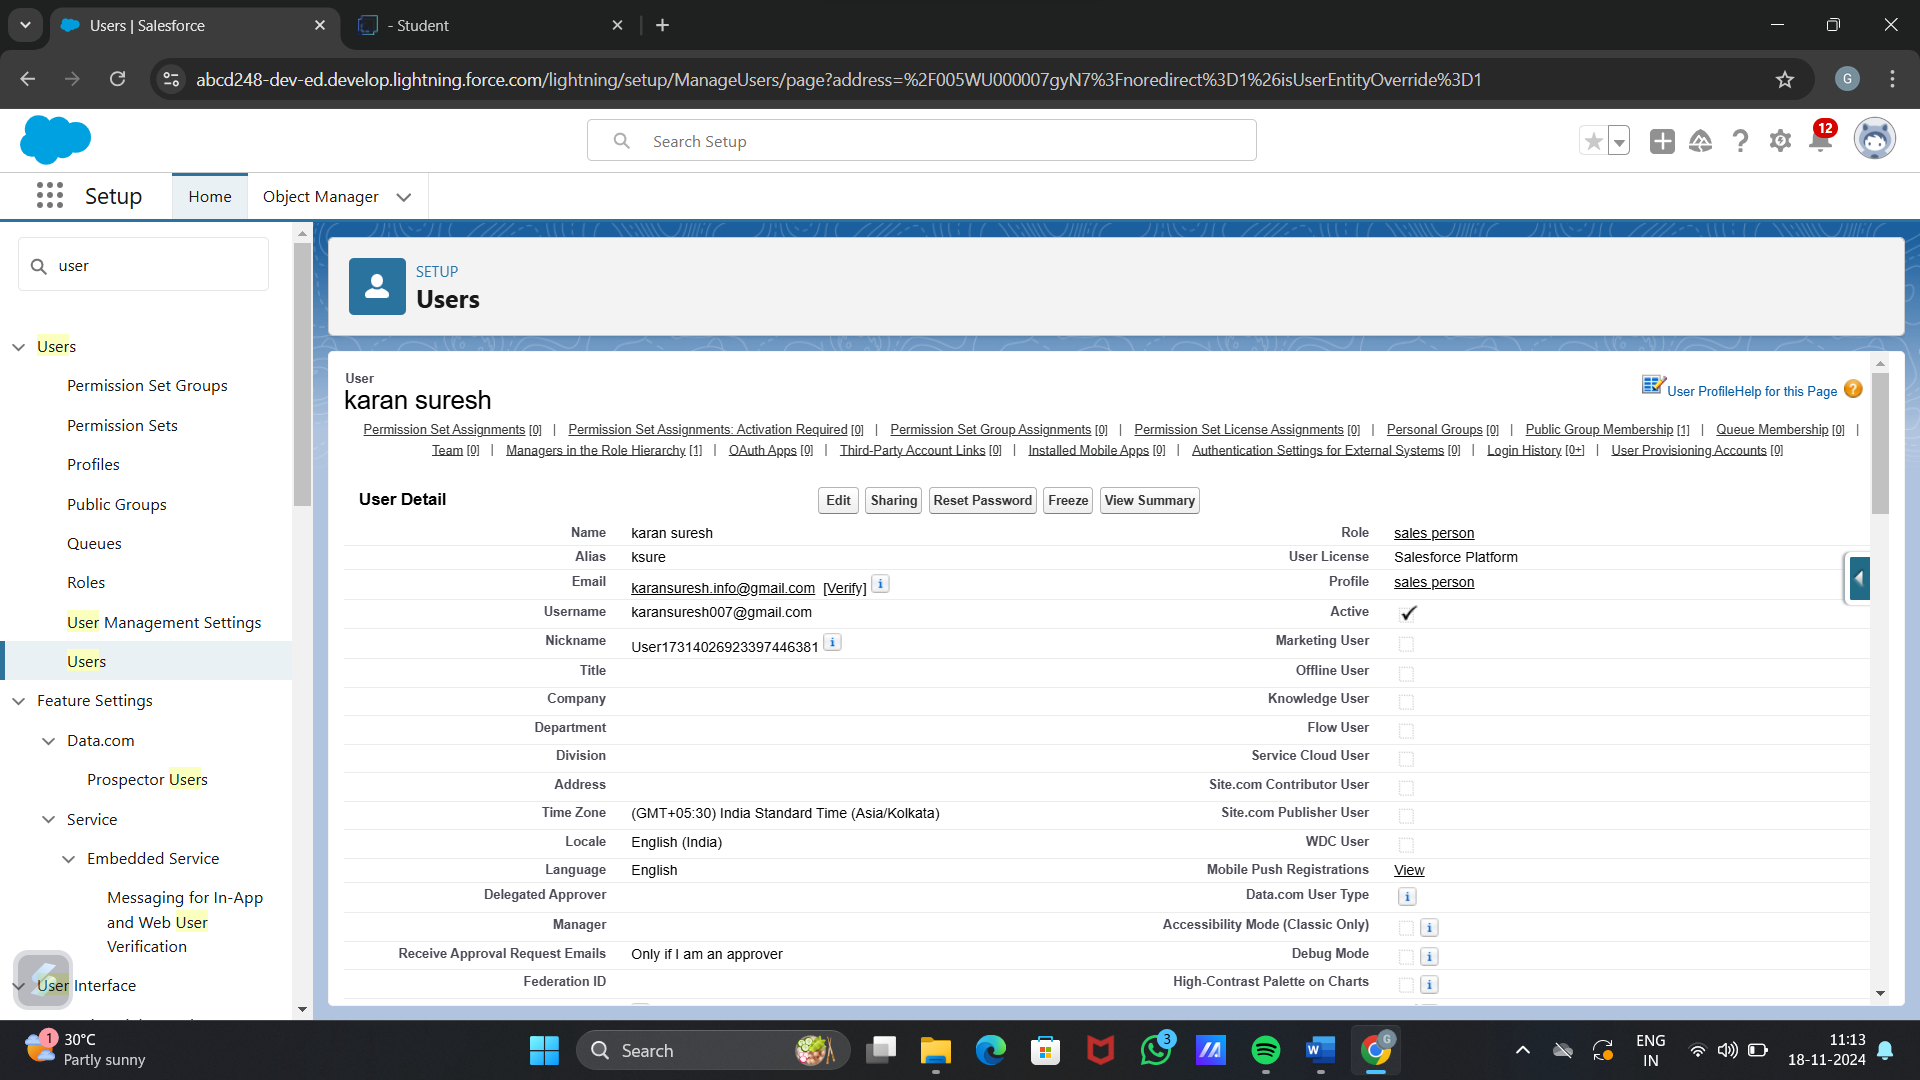 Users | Salesforce
- Student
abcd248-dev-ed.develop.lightning.force.com/lightning/setup/ManageUsers/page?address=%2F005WU000007gyN7%3Fnoredirect%3D1%26isUserEntityOverride%3D1
G
Search Setup
12
Setup
Home
Object Manager
user
Users
Permission Set Groups
Permission Sets
Profiles
Public Groups
Queues
Roles
User Management Settings
Users
Feature Settings
Data.com
Prospector Users
Service
Embedded Service
Messaging for In-App
and Web User
Verification
User Interface
SETUP
Users
User
karan suresh
User Profile Help for this Page
Permission Set Assignments [0] | Permission Set Assignments: Activation Required [0] | Permission Set Group Assignments [0] | Permission Set License Assignments [0] | Personal Groups [0] | Public Group Membership [1] | Queue Membership [0] |
Team [0] | Managers in the Role Hierarchy [1] | OAuth Apps [0] | Third-Party Account Links [0] | Installed Mobile Apps [0] | Authentication Settings for External Systems [0] | Login History [0+] | User Provisioning Accounts [0]
User Detail
Edit Sharing Reset Password Freeze View Summary
Name karan suresh Role sales person
Alias ksure User License Salesforce Platform
Email karansuresh.info@gmail.com [Verify] i Profile sales person
Username karansuresh007@gmail.com Active
Nickname User17314026923397446381 i Marketing User
Title Offline User
Company Knowledge User
Department Flow User
Division Service Cloud User
Address Site.com Contributor User
Time Zone (GMT+05:30) India Standard Time (Asia/Kolkata) Site.com Publisher User
Locale English (India) WDC User
Language English Mobile Push Registrations View
Delegated Approver Data.com User Type i
Manager Accessibility Mode (Classic Only) i
Receive Approval Request Emails Only if I am an approver Debug Mode i
Federation ID High-Contrast Palette on Charts i
1
30°C
Partly sunny
Search
3
W
G
ENG
IN
11:13
18-11-2024